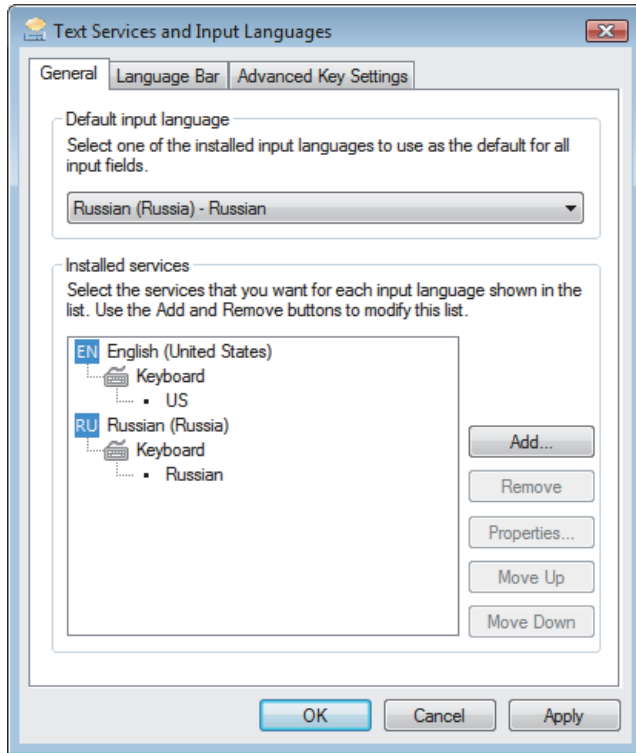 Text Services and Input Languages
General
Language Bar
Advanced Key Settings
Default input language
Select one of the installed input languages to use as the default for all
input fields.
Russian (Russia) - Russian
Installed services
Select the services that you want for each input language shown in the
list. Use the Add and Remove buttons to modify this list.
EN English (United States)
Keyboard
US
RU Russian (Russia)
Keyboard
Russian
Add...
Remove
Properties...
Move Up
Move Down
OK
Cancel
Apply